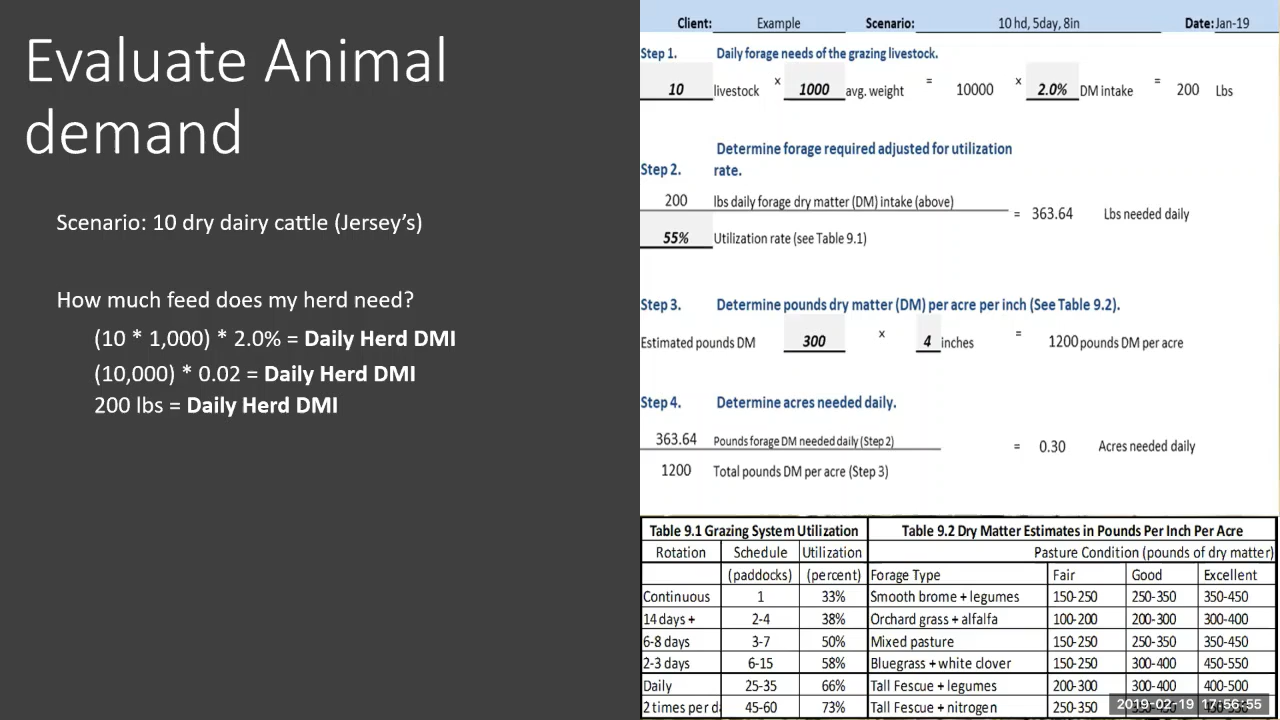 Evaluate Animal
demand
Scenario: 10 dry dairy cattle (Jersey's)
How much feed does my herd need?
(10 * 1,000) * 2.0% = Daily Herd DMI
(10,000) * 0.02 = Daily Herd DMI
200 lbs = Daily Herd DMI
Client: Example Scenario: 10 hd, 5day, 8in Date: Jan-19
Step 1. Daily forage needs of the grazing livestock.
10 livestock x 1000 avg. weight = 10000 x 2.0% DM intake = 200 Lbs
Determine forage required adjusted for utilization
Step 2. rate.
200 lbs daily forage dry matter (DM) intake (above)
= 363.64 Lbs needed daily
55% Utilization rate (see Table 9.1)
Step 3. Determine pounds dry matter (DM) per acre per inch (See Table 9.2).
Estimated pounds DM 300 x 4 inches = 1200 pounds DM per acre
Step 4. Determine acres needed daily.
363.64 Pounds forage DM needed daily (Step 2)
= 0.30 Acres needed daily
1200 Total pounds DM per acre (Step 3)
Table 9.1 Grazing System Utilization Table 9.2 Dry Matter Estimates in Pounds Per Inch Per Acre
Rotation Schedule Utilization Pasture Condition (pounds of dry matter)
(paddocks) (percent) Forage Type Fair Good Excellent
Continuous 1 33% Smooth brome + legumes 150-250 250-350 350-450
14 days + 2-4 38% Orchard grass + alfalfa 100-200 200-300 300-400
6-8 days 3-7 50% Mixed pasture 150-250 250-350 350-450
2-3 days 6-15 58% Bluegrass + white clover 150-250 300-400 450-550
Daily 25-35 66% Tall Fescue + legumes 200-300 300-400 400-500
2 times per d 45-60 73% Tall Fescue + nitrogen 250-350
2019-02-19 17:56:55